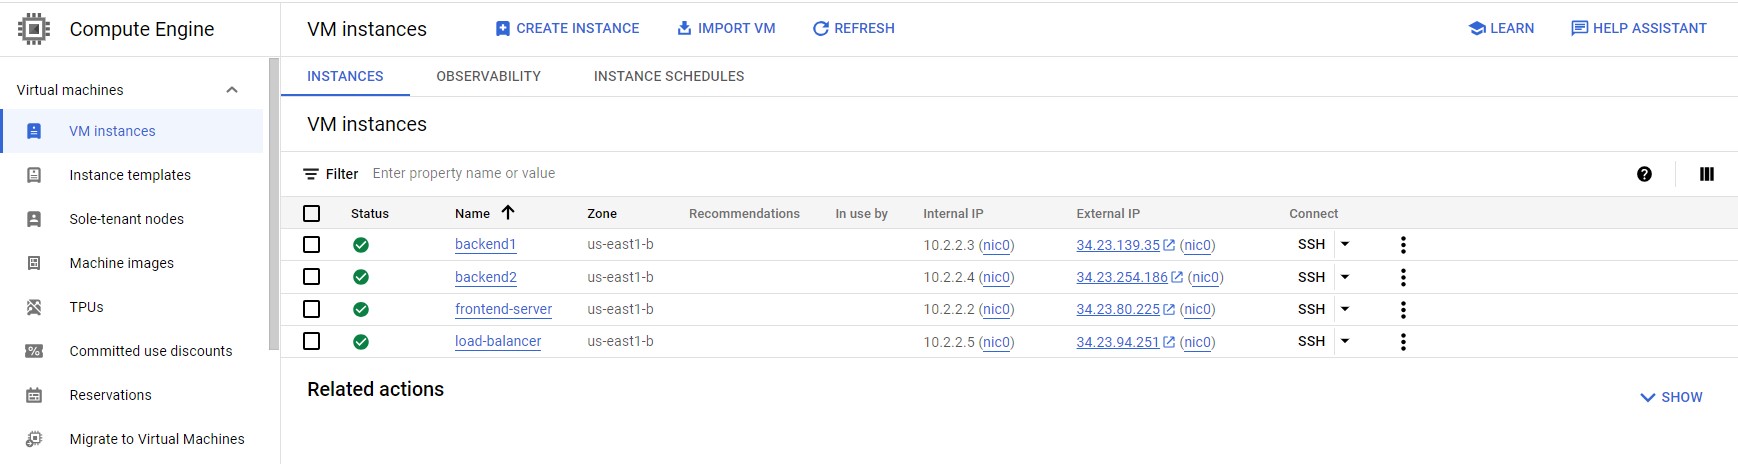 Compute Engine
VM instances
CREATE INSTANCE
IMPORT VM
REFRESH
LEARN
HELP ASSISTANT
Virtual machines
VM instances
Instance templates
Sole-tenant nodes
Machine images
TPUs
Committed use discounts
Reservations
Migrate to Virtual Machines
INSTANCES OBSERVABILITY INSTANCE SCHEDULES
VM instances
Filter Enter property name or value
Status Name Zone Recommendations In use by Internal IP External IP Connect
backend1 us-east1-b 10.2.2.3 (nic0) 34.23.139.35 (nic0) SSH
backend2 us-east1-b 10.2.2.4 (nic0) 34.23.254.186 (nic0) SSH
frontend-server us-east1-b 10.2.2.2 (nic0) 34.23.80.225 (nic0) SSH
load-balancer us-east1-b 10.2.2.5 (nic0) 34.23.94.251 (nic0) SSH
Related actions
SHOW